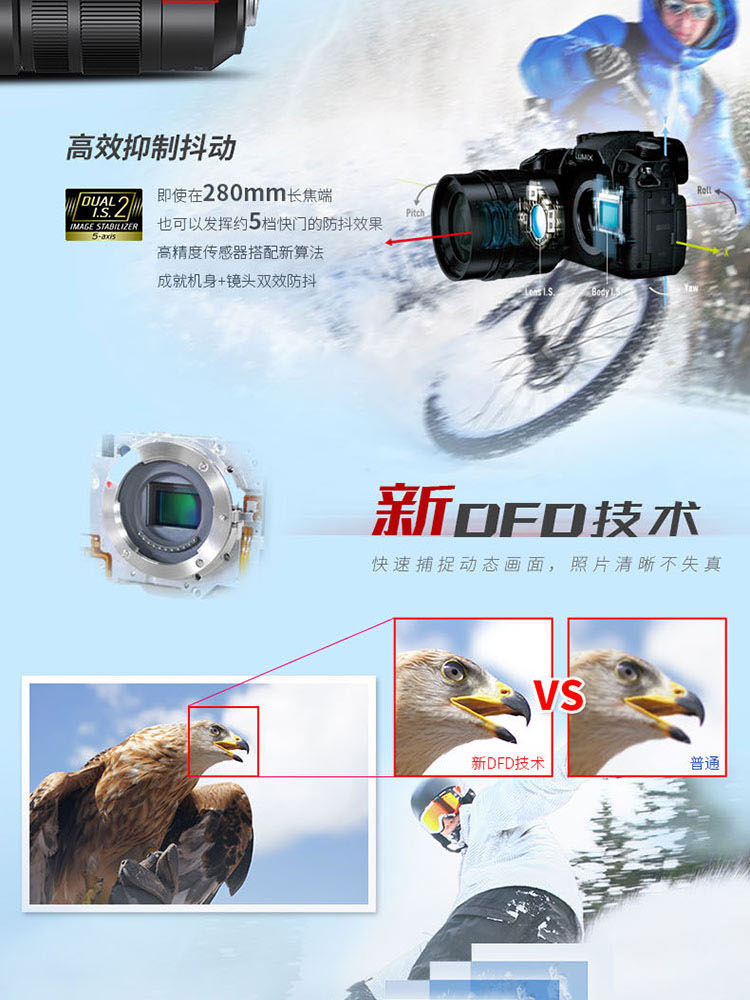 高效抑制抖动
DUAL
I.S. 2
IMAGE STABILIZER
5-axis
即使在280mm长焦端
也可以发挥约5档快门的防抖效果
高精度传感器搭配新算法
成就机身+镜头双效防抖
LUMIX
Pitch
Roll
X
Lens I.S.
Body I.S.
Yaw
新DFD技术
快速捕捉动态画面，照片清晰不失真
VS
新DFD技术
普通